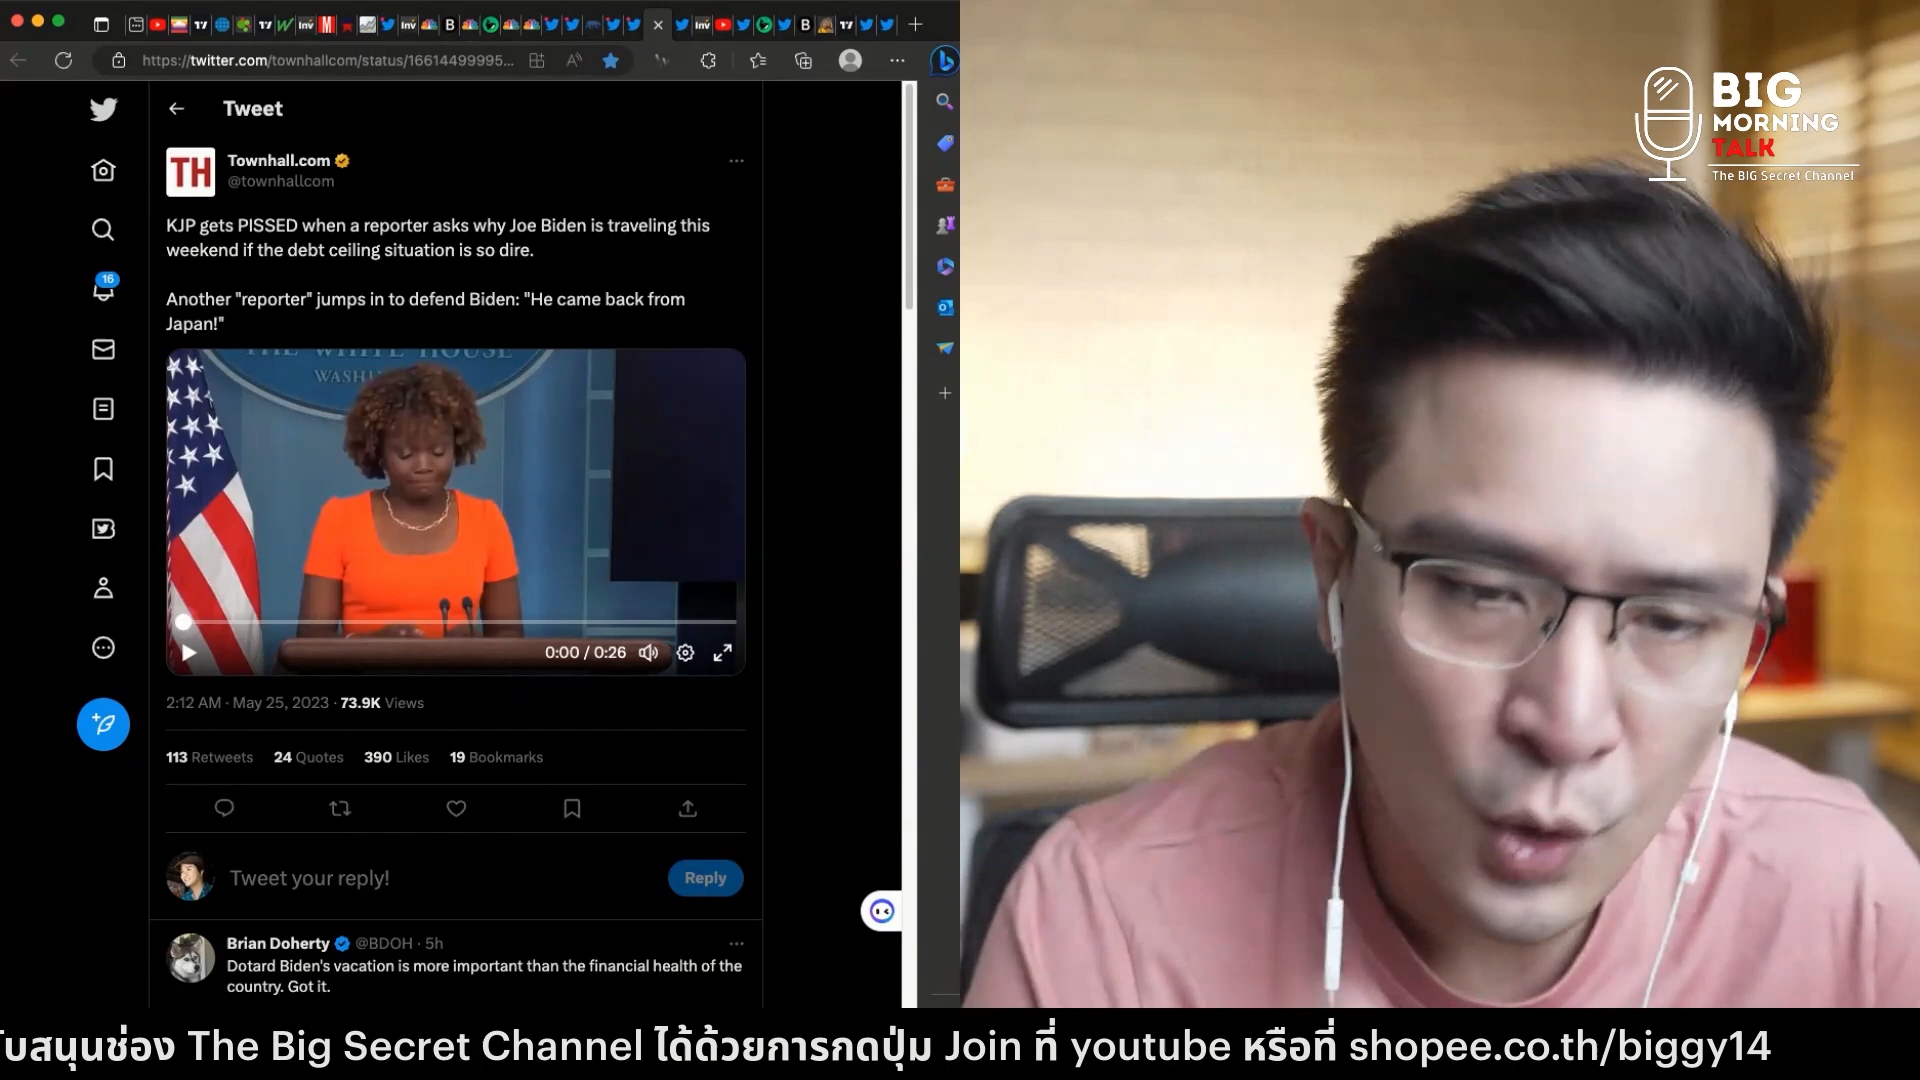 https://twitter.com/townhallcom/status/16614499995...
Tweet
TH
Townhall.com
@townhallcom
KJP gets PISSED when a reporter asks why Joe Biden is traveling this
weekend if the debt ceiling situation is so dire.
Another "reporter" jumps in to defend Biden: "He came back from
Japan!"
THE WHITE HOUSE
WASHI
0:00 / 0:26
2:12 AM · May 25, 2023 · 73.9K Views
113 Retweets 24 Quotes 390 Likes 19 Bookmarks
Tweet your reply!
Reply
Brian Doherty @BDOH · 5h
Dotard Biden's vacation is more important than the financial health of the
country. Got it.
16
BIG
MORNING
TALK
The BIG Secret Channel
บสนุนช่อง The Big Secret Channel ได้ด้วยการกดปุ่ม Join ที่ youtube หรือที่ shopee.co.th/biggy14